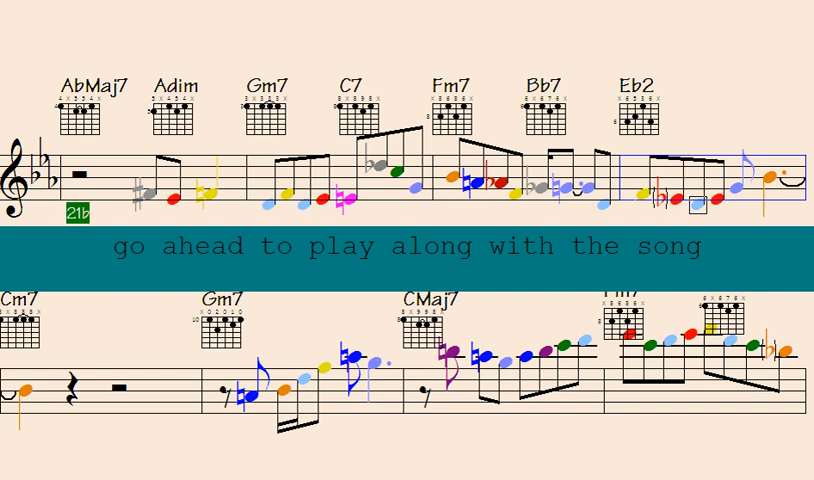 AbMaj7 Adim Gm7 C7 Fm7 Bb7 Eb2
21b
go ahead to play along with the song
Cm7 Gm7 CMaj7 Fm7